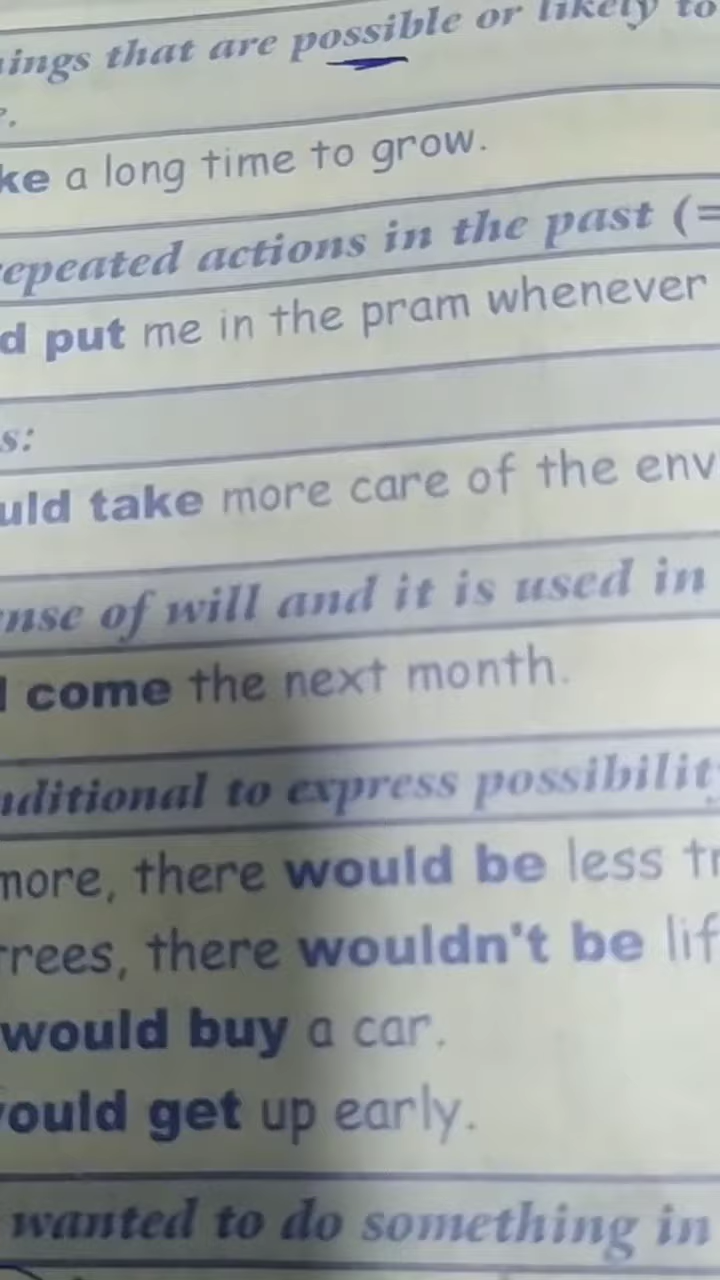 ings that are possible or likely to
e.
ke a long time to grow.
repeated actions in the past (=
d put me in the pram whenever
s:
uld take more care of the env
nse of will and it is used in
l come the next month.
nditional to express possibilit
more, there would be less tr
rees, there wouldn't be lif
would buy a car.
ould get up early.
wanted to do something in